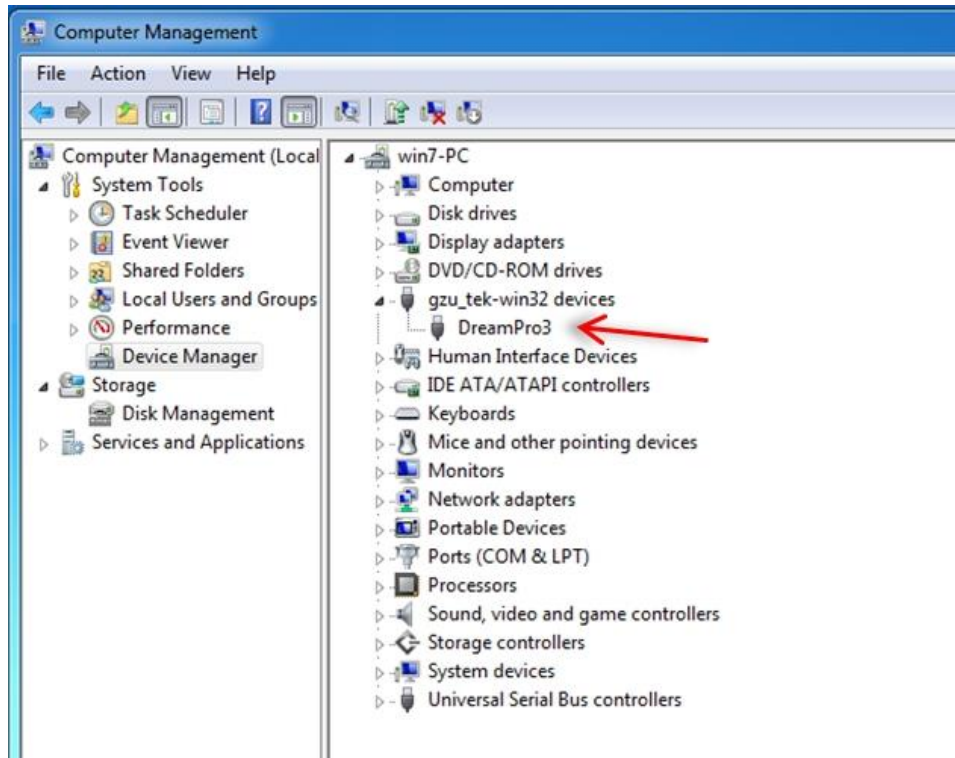 Computer Management
File Action View Help
Computer Management (Local
System Tools
Task Scheduler
Event Viewer
Shared Folders
Local Users and Groups
Performance
Device Manager
Storage
Disk Management
Services and Applications
win7-PC
Computer
Disk drives
Display adapters
DVD/CD-ROM drives
gzu_tek-win32 devices
DreamPro3
Human Interface Devices
IDE ATA/ATAPI controllers
Keyboards
Mice and other pointing devices
Monitors
Network adapters
Portable Devices
Ports (COM & LPT)
Processors
Sound, video and game controllers
Storage controllers
System devices
Universal Serial Bus controllers